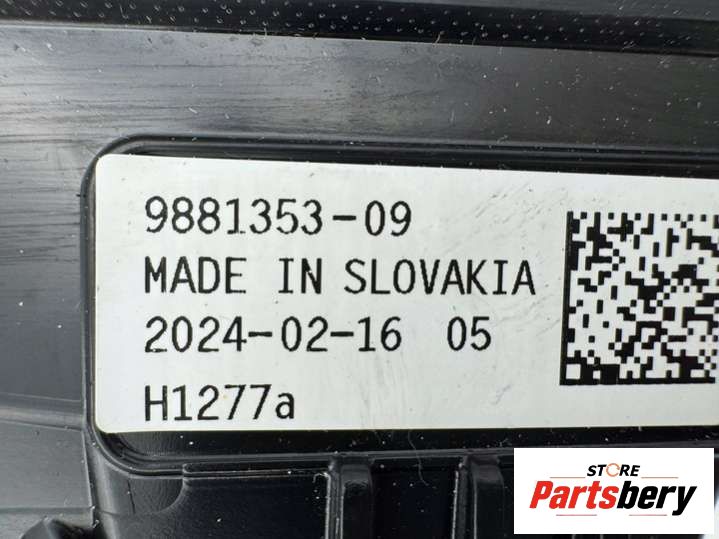 9881353-09
MADE IN SLOVAKIA
2024-02-16 05
H1277a
STORE
Partsbery